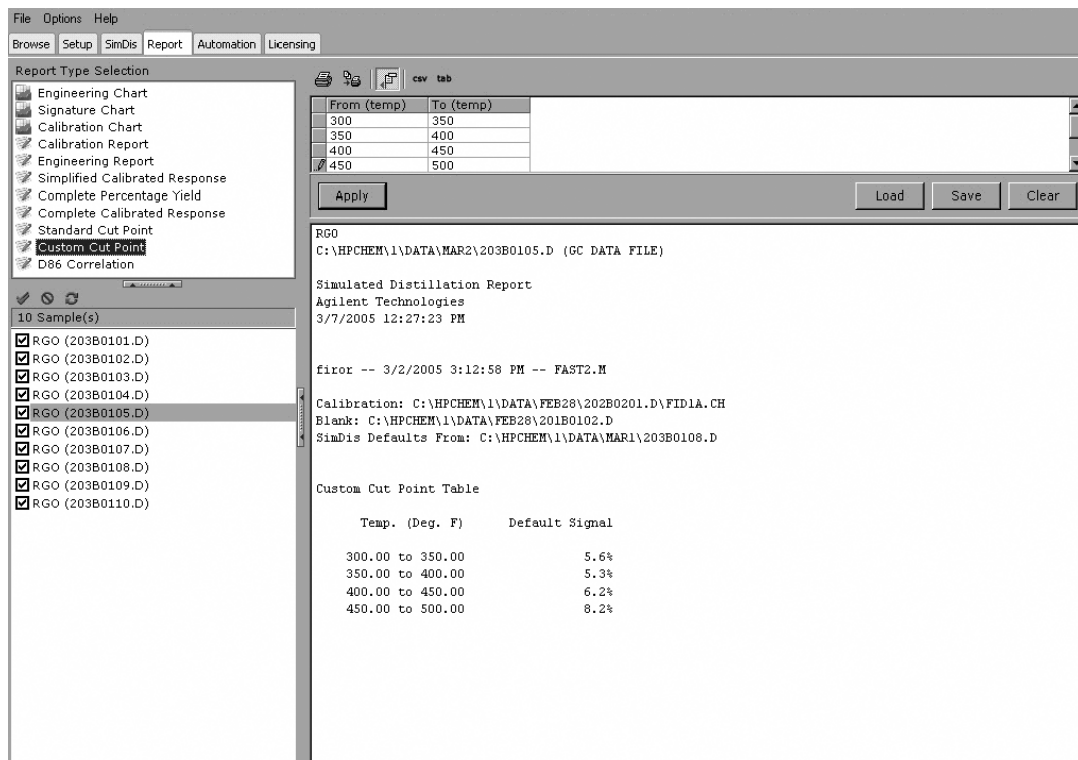 File Options Help
Browse Setup SimDis Report Automation Licensing
Report Type Selection
Engineering Chart
Signature Chart
Calibration Chart
Calibration Report
Engineering Report
Simplified Calibrated Response
Complete Percentage Yield
Complete Calibrated Response
Standard Cut Point
Custom Cut Point
D86 Correlation
10 Sample(s)
RGO (203B0101.D)
RGO (203B0102.D)
RGO (203B0103.D)
RGO (203B0104.D)
RGO (203B0105.D)
RGO (203B0106.D)
RGO (203B0107.D)
RGO (203B0108.D)
RGO (203B0109.D)
RGO (203B0110.D)
csv tab
From (temp) To (temp)
300 350
350 400
400 450
450 500
Apply Load Save Clear
RGO
C:\HPCHEM\1\DATA\MAR2\203B0105.D (GC DATA FILE)
Simulated Distillation Report
Agilent Technologies
3/7/2005 12:27:23 PM
firor -- 3/2/2005 3:12:58 PM -- FAST2.M
Calibration: C:\HPCHEM\1\DATA\FEB28\202B0201.D\FID1A.CH
Blank: C:\HPCHEM\1\DATA\FEB28\201B0102.D
SimDis Defaults From: C:\HPCHEM\1\DATA\MAR1\203B0108.D
Custom Cut Point Table
Temp. (Deg. F) Default Signal
300.00 to 350.00 5.6%
350.00 to 400.00 5.3%
400.00 to 450.00 6.2%
450.00 to 500.00 8.2%